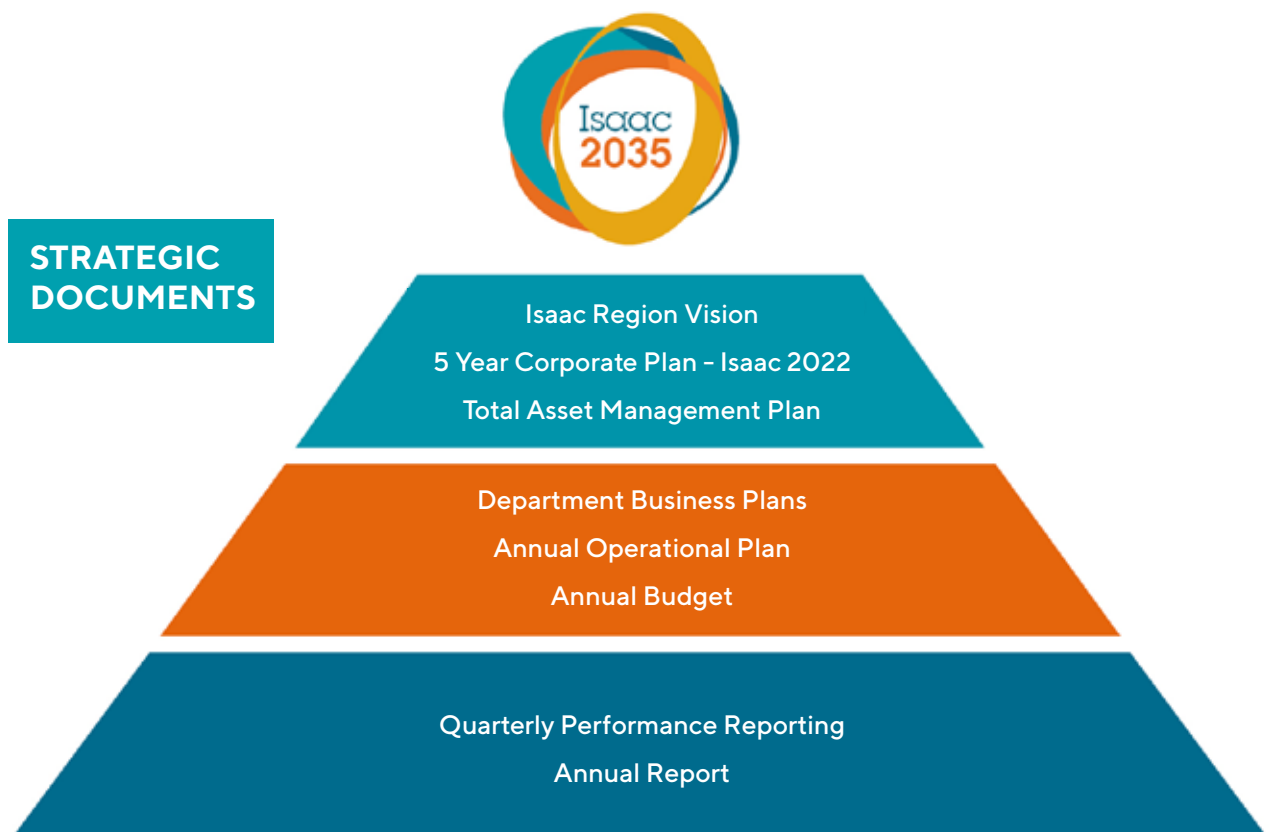 Isaac
2035
STRATEGIC
DOCUMENTS
Isaac Region Vision
5 Year Corporate Plan - Isaac 2022
Total Asset Management Plan
Department Business Plans
Annual Operational Plan
Annual Budget
Quarterly Performance Reporting
Annual Report